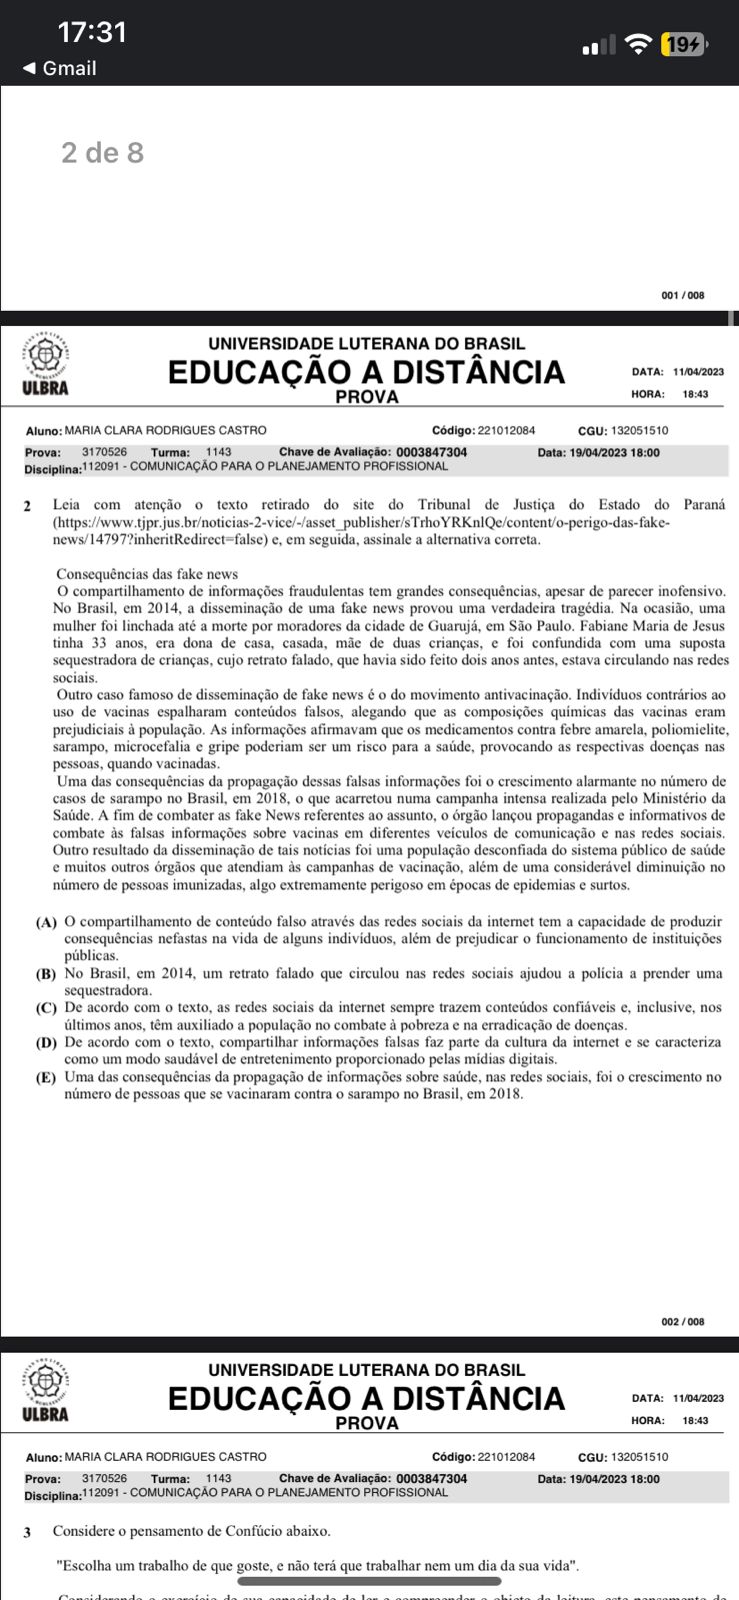 17:31
19
◄ Gmail
2 de 8
001 / 008
ULBRA
UNIVERSIDADE LUTERANA DO BRASIL
EDUCAÇÃO A DISTÂNCIA
PROVA
DATA: 11/04/2023
HORA: 18:43
Aluno: MARIA CLARA RODRIGUES CASTRO Código: 221012084 CGU: 132051510
Prova: 3170526 Turma: 1143 Chave de Avaliação: 0003847304 Data: 19/04/2023 18:00
Disciplina: 112091 - COMUNICAÇÃO PARA O PLANEJAMENTO PROFISSIONAL
2 Leia com atenção o texto retirado do site do Tribunal de Justiça do Estado do Paraná
(https://www.tjpr.jus.br/noticias-2-vice/-/asset_publisher/sTrhoYRKnlQe/content/o-perigo-das-fake-
news/14797?inheritRedirect=false) e, em seguida, assinale a alternativa correta.
Consequências das fake news
O compartilhamento de informações fraudulentas tem grandes consequências, apesar de parecer inofensivo.
No Brasil, em 2014, a disseminação de uma fake news provou uma verdadeira tragédia. Na ocasião, uma
mulher foi linchada até a morte por moradores da cidade de Guarujá, em São Paulo. Fabiane Maria de Jesus
tinha 33 anos, era dona de casa, casada, mãe de duas crianças, e foi confundida com uma suposta
sequestradora de crianças, cujo retrato falado, que havia sido feito dois anos antes, estava circulando nas redes
sociais.
Outro caso famoso de disseminação de fake news é o do movimento antivacinação. Indivíduos contrários ao
uso de vacinas espalharam conteúdos falsos, alegando que as composições químicas das vacinas eram
prejudiciais à população. As informações afirmavam que os medicamentos contra febre amarela, poliomielite,
sarampo, microcefalia e gripe poderiam ser um risco para a saúde, provocando as respectivas doenças nas
pessoas, quando vacinadas.
Uma das consequências da propagação dessas falsas informações foi o crescimento alarmante no número de
casos de sarampo no Brasil, em 2018, o que acarretou numa campanha intensa realizada pelo Ministério da
Saúde. A fim de combater as fake News referentes ao assunto, o órgão lançou propagandas e informativos de
combate às falsas informações sobre vacinas em diferentes veículos de comunicação e nas redes sociais.
Outro resultado da disseminação de tais notícias foi uma população desconfiada do sistema público de saúde
e muitos outros órgãos que atendiam às campanhas de vacinação, além de uma considerável diminuição no
número de pessoas imunizadas, algo extremamente perigoso em épocas de epidemias e surtos.
(A) O compartilhamento de conteúdo falso através das redes sociais da internet tem a capacidade de produzir
consequências nefastas na vida de alguns indivíduos, além de prejudicar o funcionamento de instituições
públicas.
(B) No Brasil, em 2014, um retrato falado que circulou nas redes sociais ajudou a polícia a prender uma
sequestradora.
(C) De acordo com o texto, as redes sociais da internet sempre trazem conteúdos confiáveis e, inclusive, nos
últimos anos, têm auxiliado a população no combate à pobreza e na erradicação de doenças.
(D) De acordo com o texto, compartilhar informações falsas faz parte da cultura da internet e se caracteriza
como um modo saudável de entretenimento proporcionado pelas mídias digitais.
(E) Uma das consequências da propagação de informações sobre saúde, nas redes sociais, foi o crescimento no
número de pessoas que se vacinaram contra o sarampo no Brasil, em 2018.
002 / 008
ULBRA
UNIVERSIDADE LUTERANA DO BRASIL
EDUCAÇÃO A DISTÂNCIA
PROVA
DATA: 11/04/2023
HORA: 18:43
Aluno: MARIA CLARA RODRIGUES CASTRO Código: 221012084 CGU: 132051510
Prova: 3170526 Turma: 1143 Chave de Avaliação: 0003847304 Data: 19/04/2023 18:00
Disciplina: 112091 - COMUNICAÇÃO PARA O PLANEJAMENTO PROFISSIONAL
3 Considere o pensamento de Confúcio abaixo.
"Escolha um trabalho de que goste, e não terá que trabalhar nem um dia da sua vida".